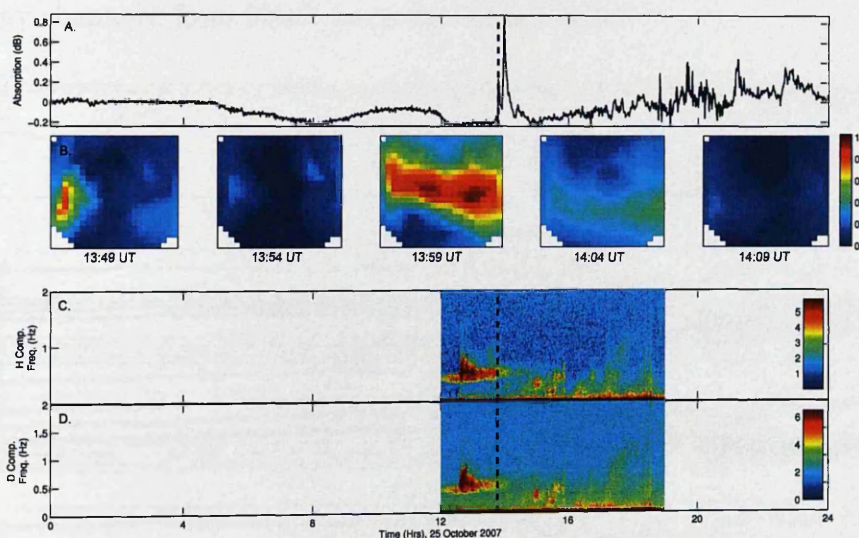 A.
Absorption (dB)
0.8
0.6
0.4
0.2
0
-0.2
B.
13:49 UT
13:54 UT
13:59 UT
14:04 UT
14:09 UT
C.
H Comp.
Freq. (Hz)
2
1
5
4
3
2
1
D.
D Comp.
Freq. (Hz)
2
1.5
1
0.5
0
6
4
2
0
0
4
8
12
16
20
24
Time (Hrs), 25 October 2007